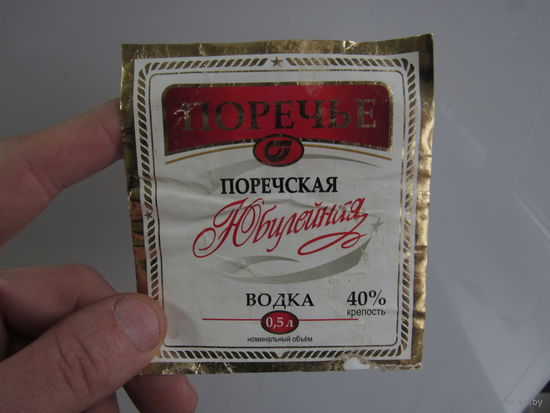 ПОРЕЧЬЕ
ПОРЕЧСКАЯ
Юбилейная
ВОДКА
40%
крепость
0,5 л
номинальный объём